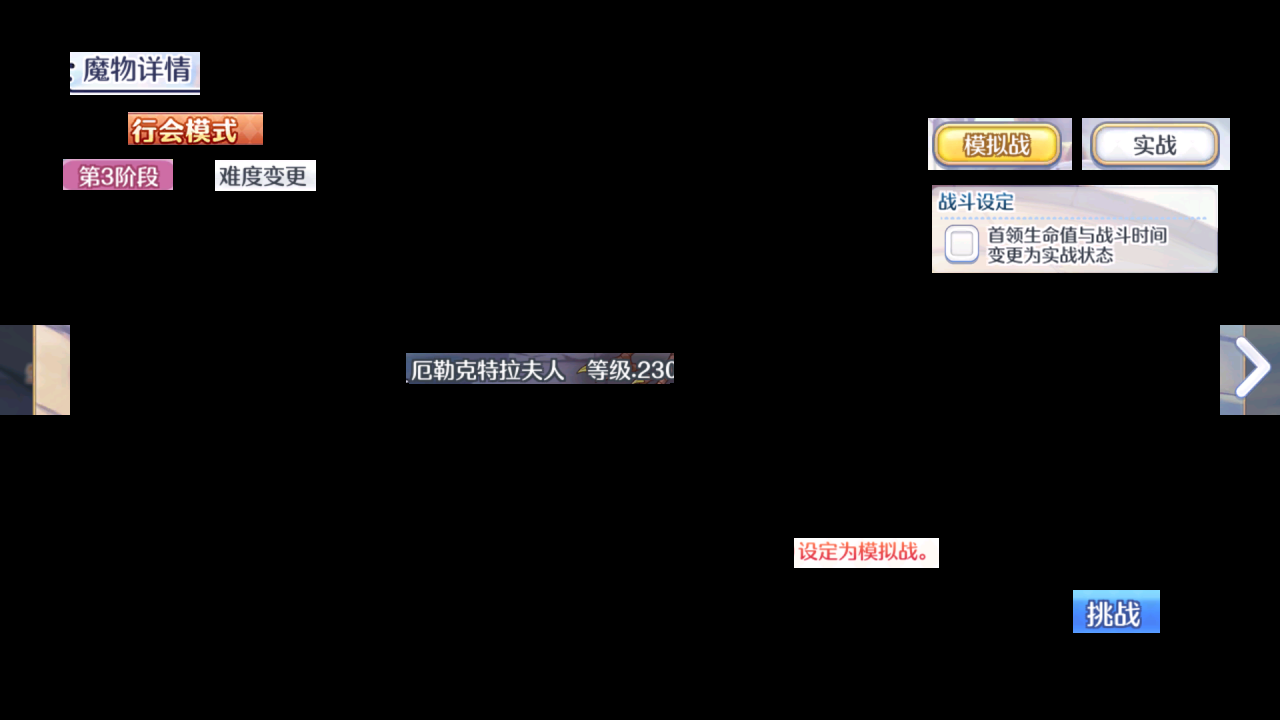 魔物详情
行会模式
模拟战
实战
第3阶段
难度变更
战斗设定
首领生命值与战斗时间
变更为实战状态
厄勒克特拉夫人 等级.230
设定为模拟战。
挑战